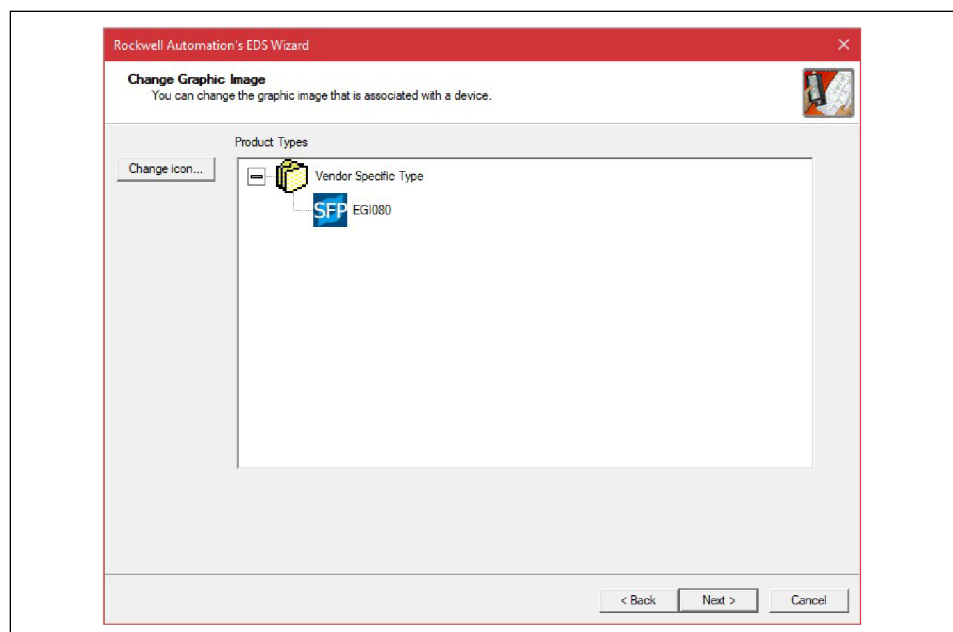 Rockwell Automation's EDS Wizard
Change Graphic Image
You can change the graphic image that is associated with a device.
Product Types
Change icon...
Vendor Specific Type
SFP EGI080
< Back Next > Cancel